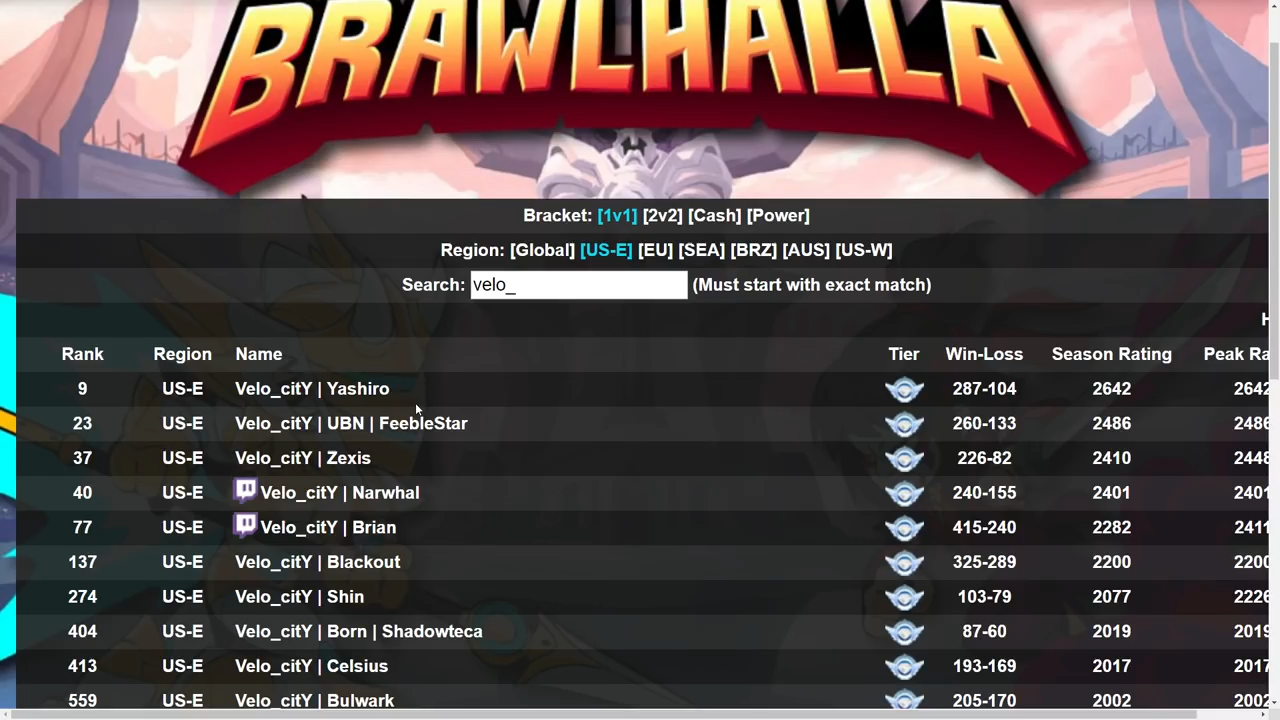 BRAWLHALLA
Bracket: [1v1] [2v2] [Cash] [Power]
Region: [Global] [US-E] [EU] [SEA] [BRZ] [AUS] [US-W]
Search: velo_ (Must start with exact match)
H
Rank Region Name Tier Win-Loss Season Rating Peak Ra
9 US-E Velo_citY | Yashiro 287-104 2642 2642
23 US-E Velo_citY | UBN | FeebleStar 260-133 2486 2486
37 US-E Velo_citY | Zexis 226-82 2410 2448
40 US-E Velo_citY | Narwhal 240-155 2401 2401
77 US-E Velo_citY | Brian 415-240 2282 2411
137 US-E Velo_citY | Blackout 325-289 2200 2200
274 US-E Velo_citY | Shin 103-79 2077 2226
404 US-E Velo_citY | Born | Shadowteca 87-60 2019 2019
413 US-E Velo_citY | Celsius 193-169 2017 2017
559 US-E Velo_citY | Bulwark 205-170 2002 2002